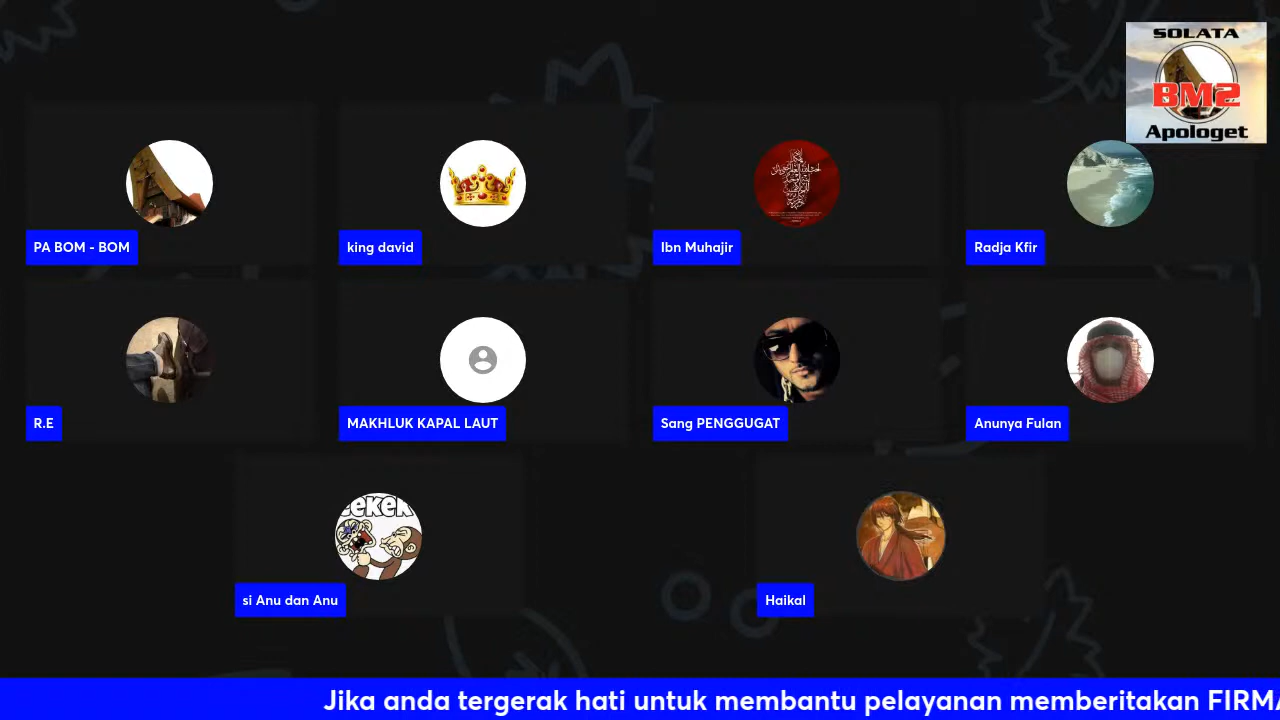 SOLATA
BM2
Apologet
PA BOM - BOM
king david
Ibn Muhajir
Radja Kfir
R.E
MAKHLUK KAPAL LAUT
Sang PENGGUGAT
Anunya Fulan
si Anu dan Anu
Haikal
Jika anda tergerak hati untuk membantu pelayanan memberitakan FIRMA